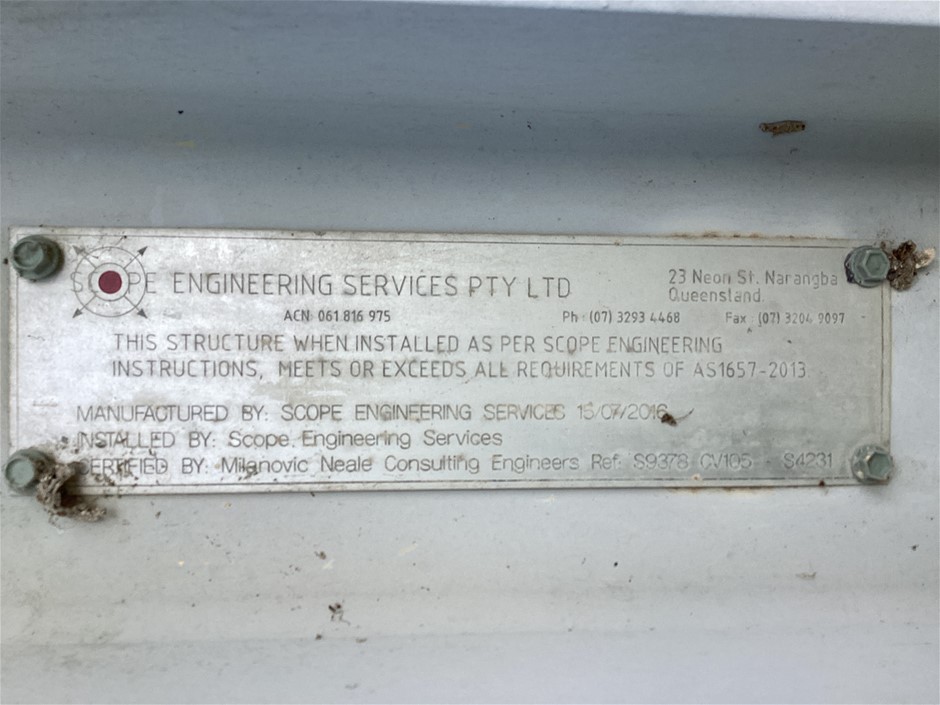 SCOPE ENGINEERING SERVICES PTY LTD
23 Neon St. Narangba
Queensland.
ACN 061 816 975
Ph : (07) 3293 4468
Fax : (07) 3204 9097
THIS STRUCTURE WHEN INSTALLED AS PER SCOPE ENGINEERING
INSTRUCTIONS, MEETS OR EXCEEDS ALL REQUIREMENTS OF AS1657-2013
MANUFACTURED BY: SCOPE ENGINEERING SERVICES 15/07/2016
INSTALLED BY: Scope Engineering Services
CERTIFIED BY: Milanovic Neale Consulting Engineers Ref: S9378 CV105 - S4231